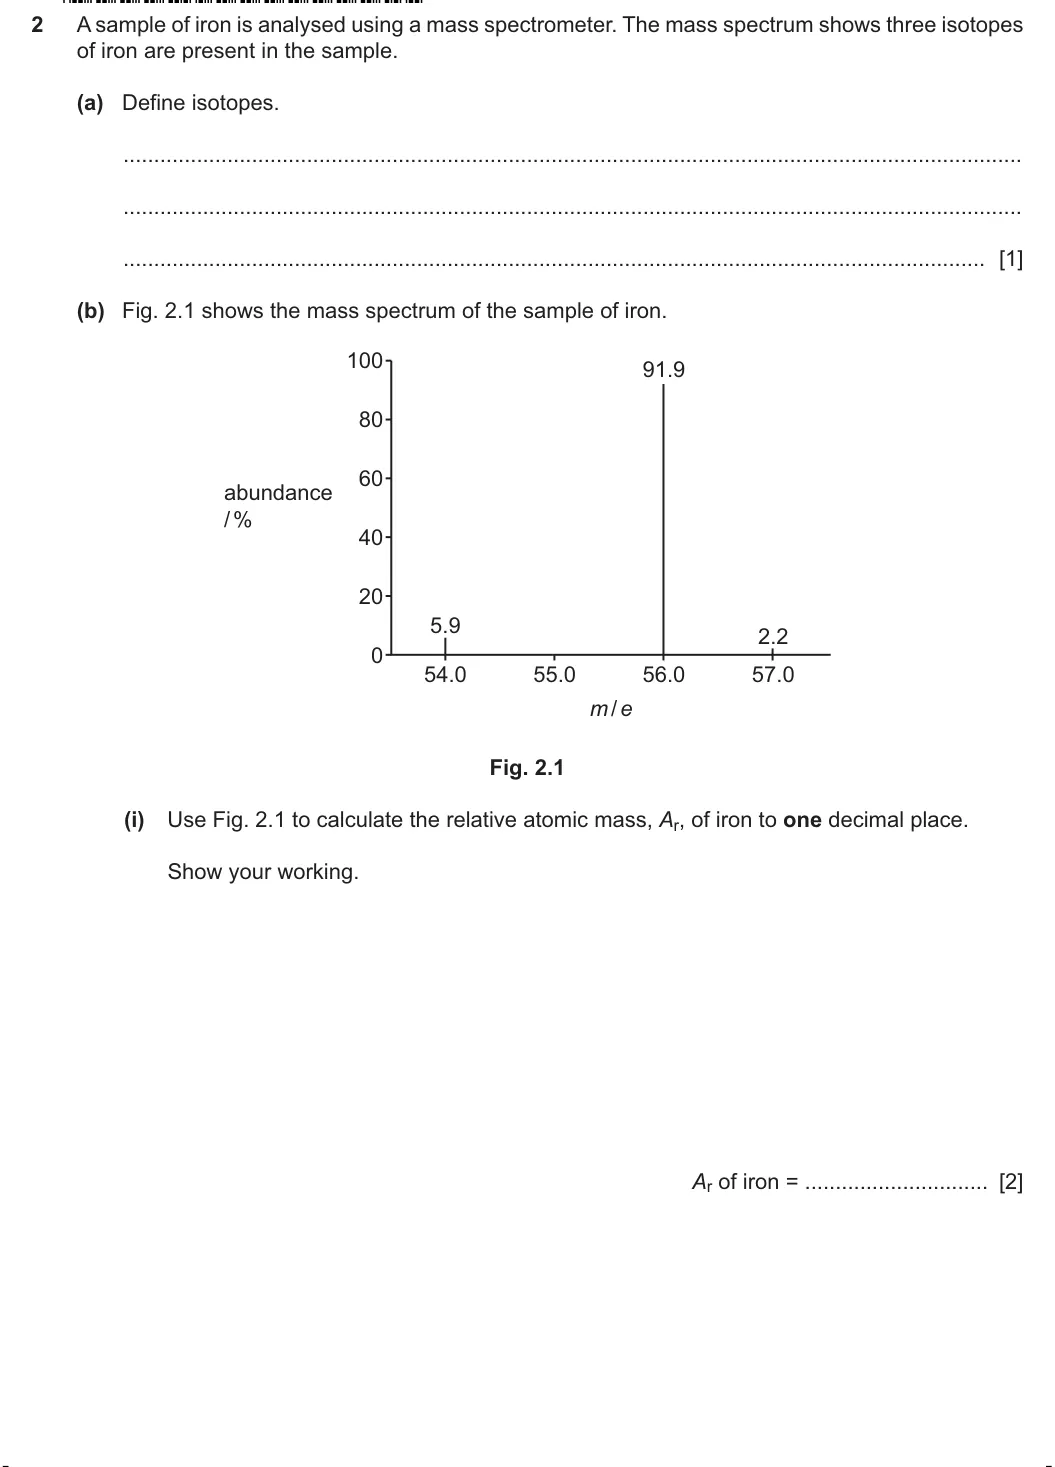 2 A sample of iron is analysed using a mass spectrometer. The mass spectrum shows three isotopes
of iron are present in the sample.
(a) Define isotopes.
....................................................................................................................................................
....................................................................................................................................................
.............................................................................................................................................. [1]
(b) Fig. 2.1 shows the mass spectrum of the sample of iron.
100
80
60
40
20
0
abundance
/ %
5.9
91.9
2.2
54.0 55.0 56.0 57.0
m / e
Fig. 2.1
(i) Use Fig. 2.1 to calculate the relative atomic mass, Ar, of iron to one decimal place.
Show your working.
Ar of iron = .............................. [2]